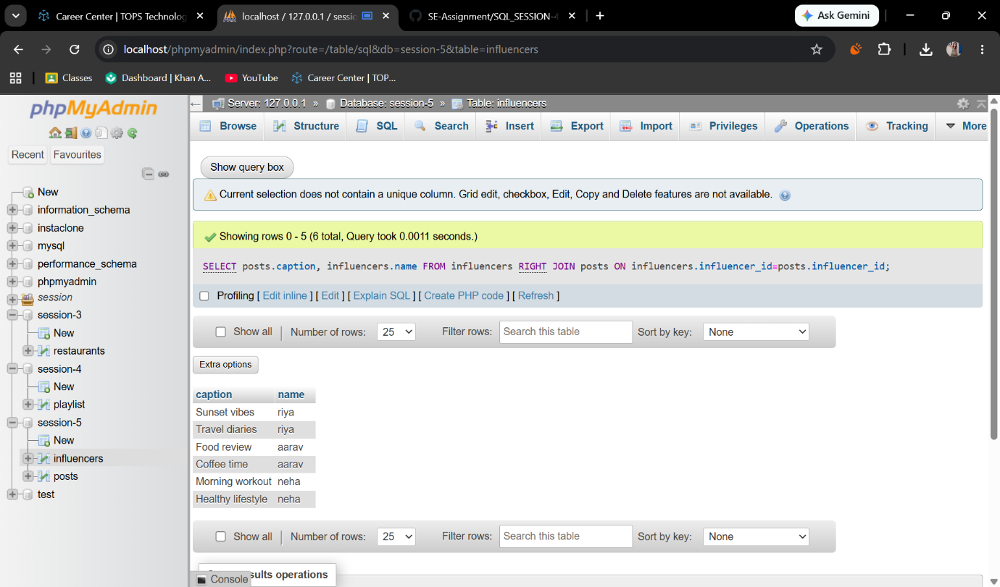 Career Center | TOPS Technolog
localhost / 127.0.0.1 / sessio
SE-Assignment/SQL_SESSION-4
Ask Gemini
localhost/phpmyadmin/index.php?route=/table/sql&db=session-5&table=influencers
Classes
Dashboard | Khan A...
YouTube
Career Center | TOP...
phpMyAdmin
Recent
Favourites
New
information_schema
instaclone
mysql
performance_schema
phpmyadmin
session
session-3
New
restaurants
session-4
New
playlist
session-5
New
influencers
posts
test
Server: 127.0.0.1 » Database: session-5 » Table: influencers
Browse
Structure
SQL
Search
Insert
Export
Import
Privileges
Operations
Tracking
More
Show query box
Current selection does not contain a unique column. Grid edit, checkbox, Edit, Copy and Delete features are not available.
Showing rows 0 - 5 (6 total, Query took 0.0011 seconds.)
SELECT posts.caption, influencers.name FROM influencers RIGHT JOIN posts ON influencers.influencer_id=posts.influencer_id;
Profiling [ Edit inline ] [ Edit ] [ Explain SQL ] [ Create PHP code ] [ Refresh ]
Show all | Number of rows: 25 Filter rows: Search this table Sort by key: None
Extra options
caption name
Sunset vibes riya
Travel diaries riya
Food review aarav
Coffee time aarav
Morning workout neha
Healthy lifestyle neha
Show all | Number of rows: 25 Filter rows: Search this table Sort by key: None
operations
Console